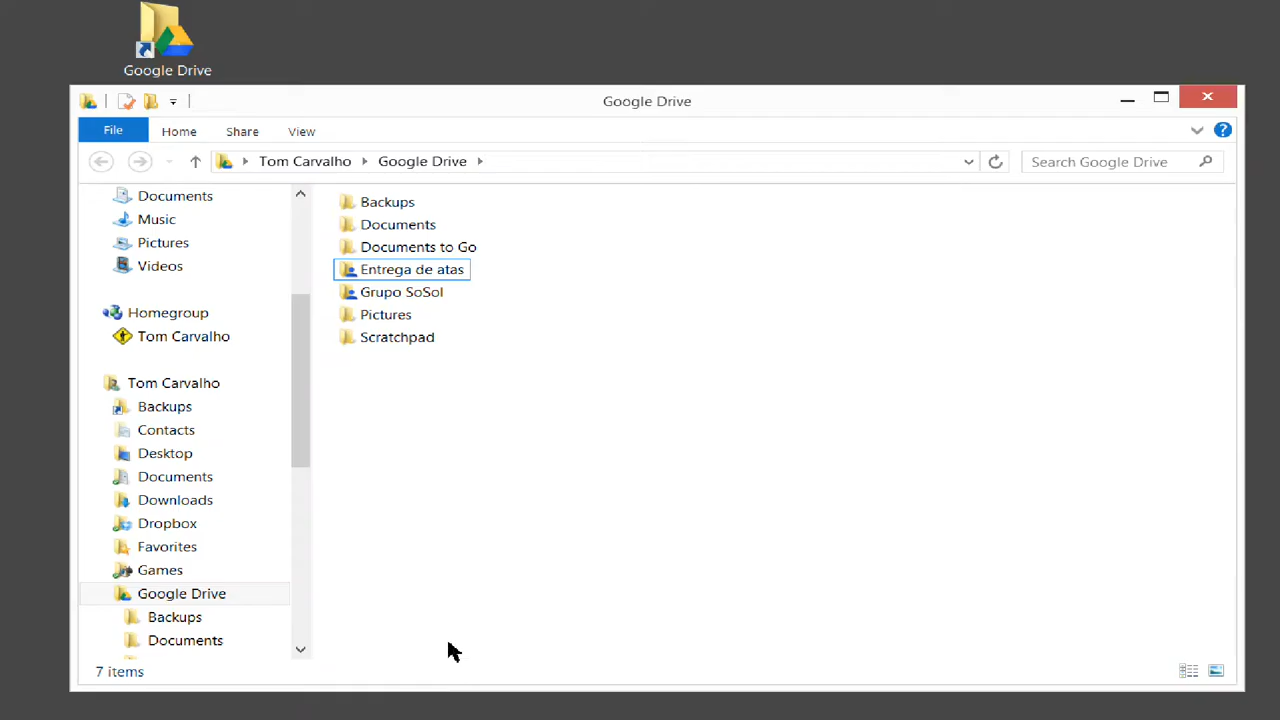 Google Drive
Google Drive
File Home Share View
Tom Carvalho Google Drive Search Google Drive
Documents
Music
Pictures
Videos
Homegroup
Tom Carvalho
Tom Carvalho
Backups
Contacts
Desktop
Documents
Downloads
Dropbox
Favorites
Games
Google Drive
Backups
Documents
Backups
Documents
Documents to Go
Entrega de atas
Grupo SoSol
Pictures
Scratchpad
7 items